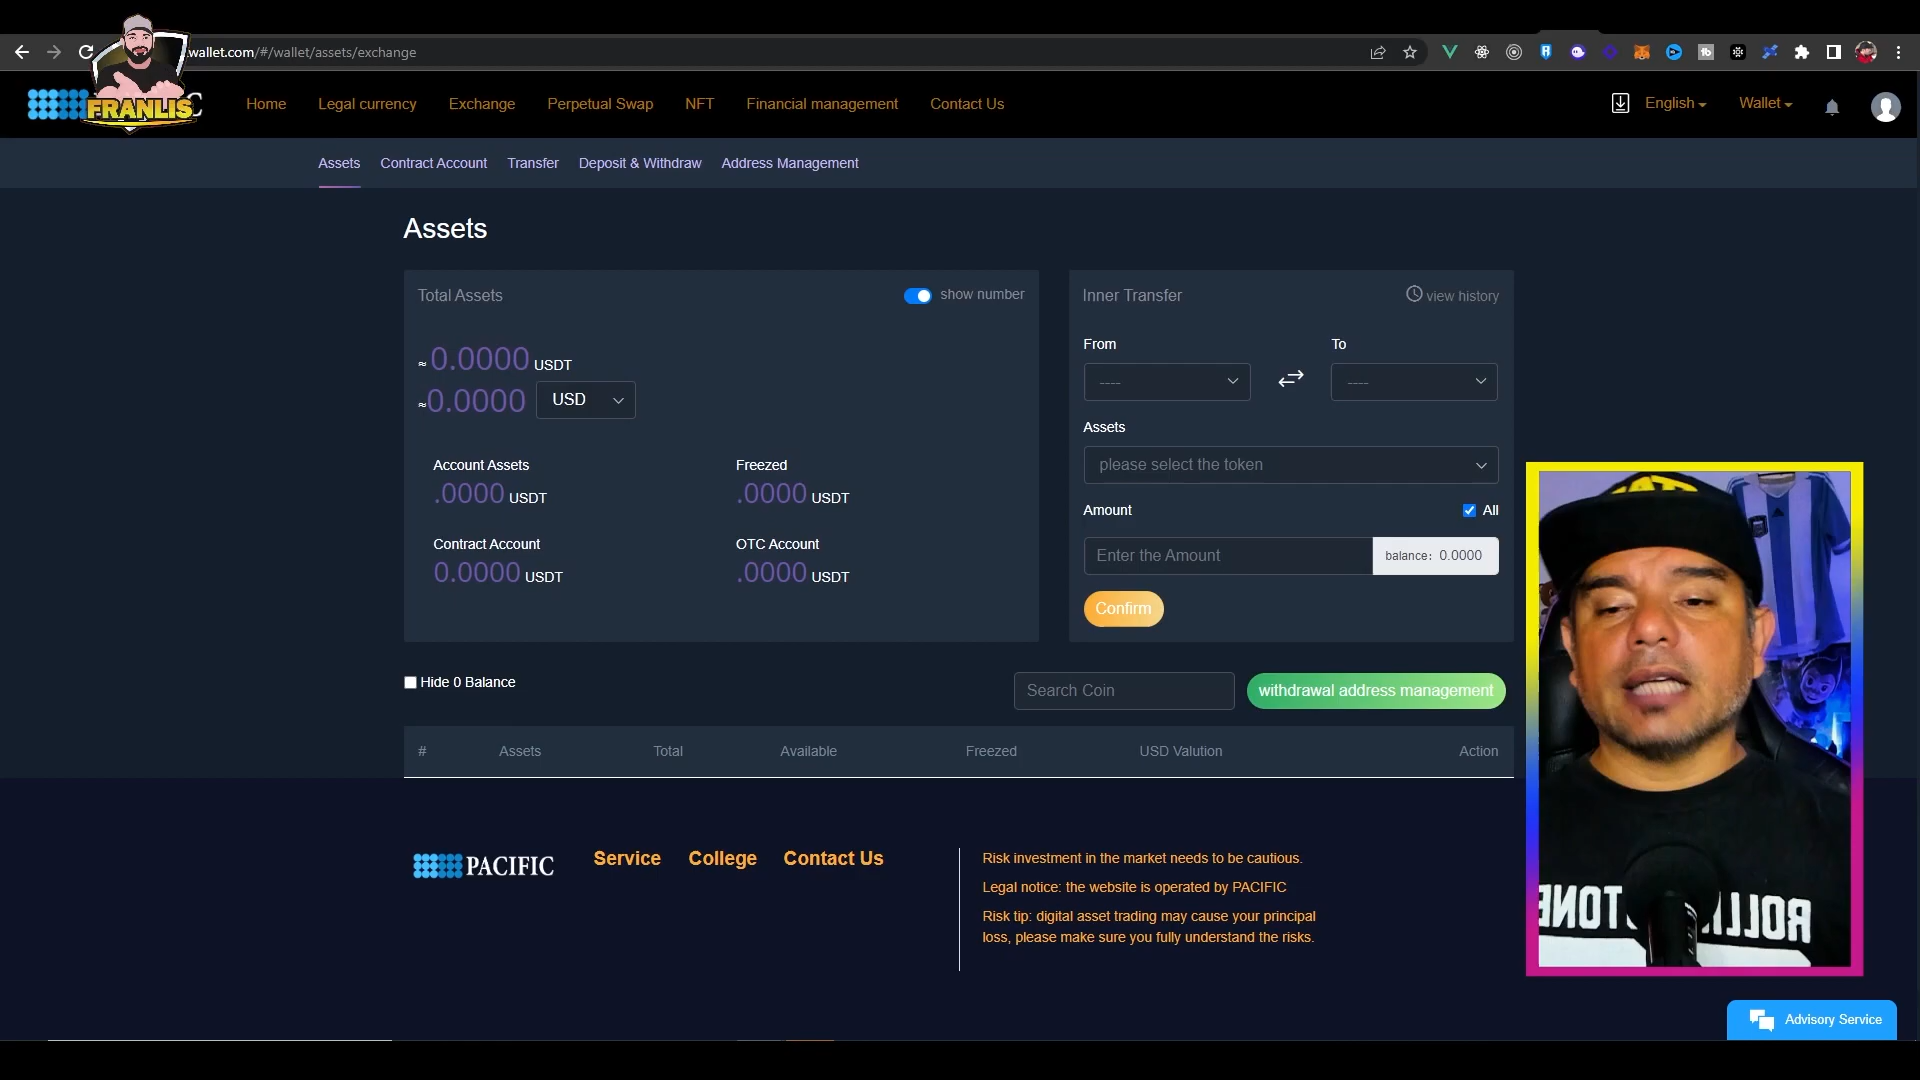 wallet.com/#/wallet/assets/exchange
FRANLIS
Home Legal currency Exchange Perpetual Swap NFT Financial management Contact Us
English Wallet
Assets Contract Account Transfer Deposit & Withdraw Address Management
Assets
Total Assets show number
≈ 0.0000 USDT
≈ 0.0000 USD
Account Assets Freezed
.0000 USDT .0000 USDT
Contract Account OTC Account
0.0000 USDT .0000 USDT
Inner Transfer view history
From To
---- ----
Assets
please select the token
Amount All
Enter the Amount balance: 0.0000
Confirm
Hide 0 Balance Search Coin withdrawal address management
# Assets Total Available Freezed USD Valution Action
PACIFIC Service College Contact Us
Risk investment in the market needs to be cautious.
Legal notice: the website is operated by PACIFIC
Risk tip: digital asset trading may cause your principal
loss, please make sure you fully understand the risks.
Advisory Service